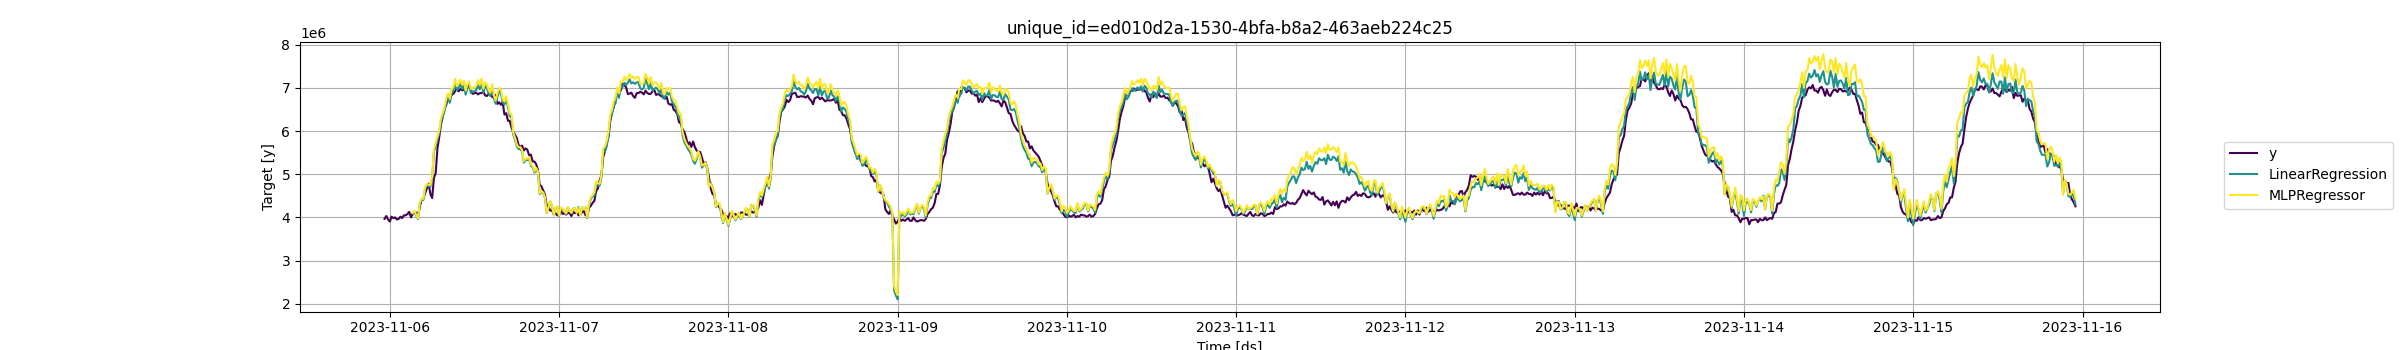 unique_id=ed010d2a-1530-4bfa-b8a2-463aeb224c25
1e6
8
7
6
5
4
3
2
Target [y]
2023-11-06 2023-11-07 2023-11-08 2023-11-09 2023-11-10 2023-11-11 2023-11-12 2023-11-13 2023-11-14 2023-11-15 2023-11-16
Time [ds]
y
LinearRegression
MLPRegressor